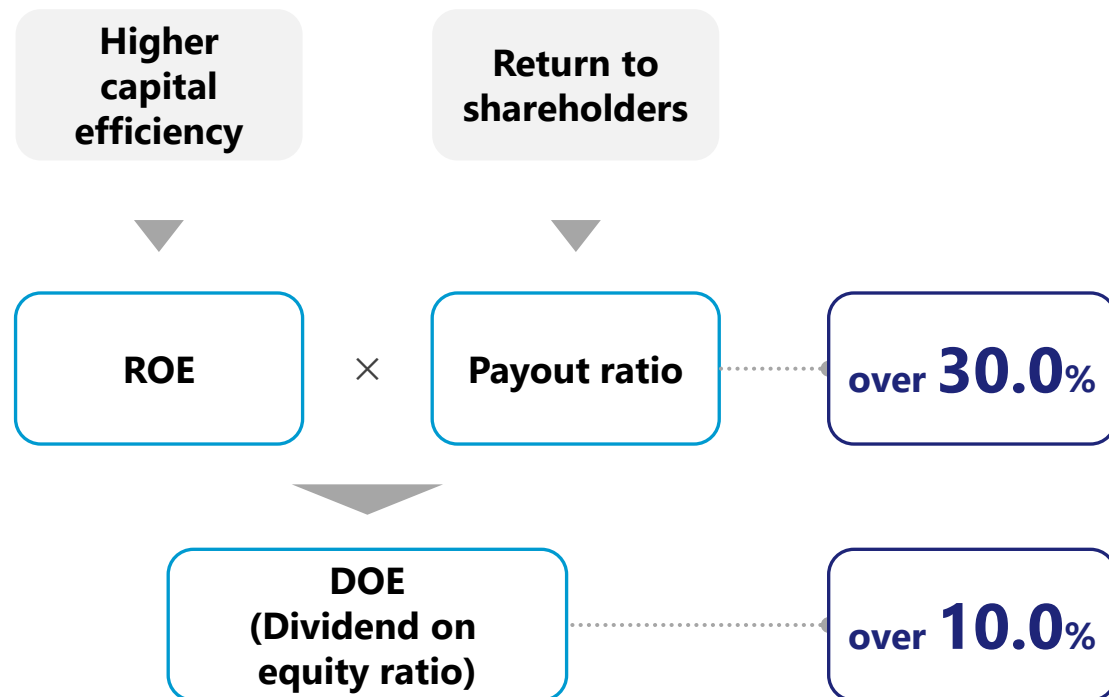 Higher
capital
efficiency
Return to
shareholders
ROE
×
Payout ratio
over 30.0%
DOE
(Dividend on
equity ratio)
over 10.0%